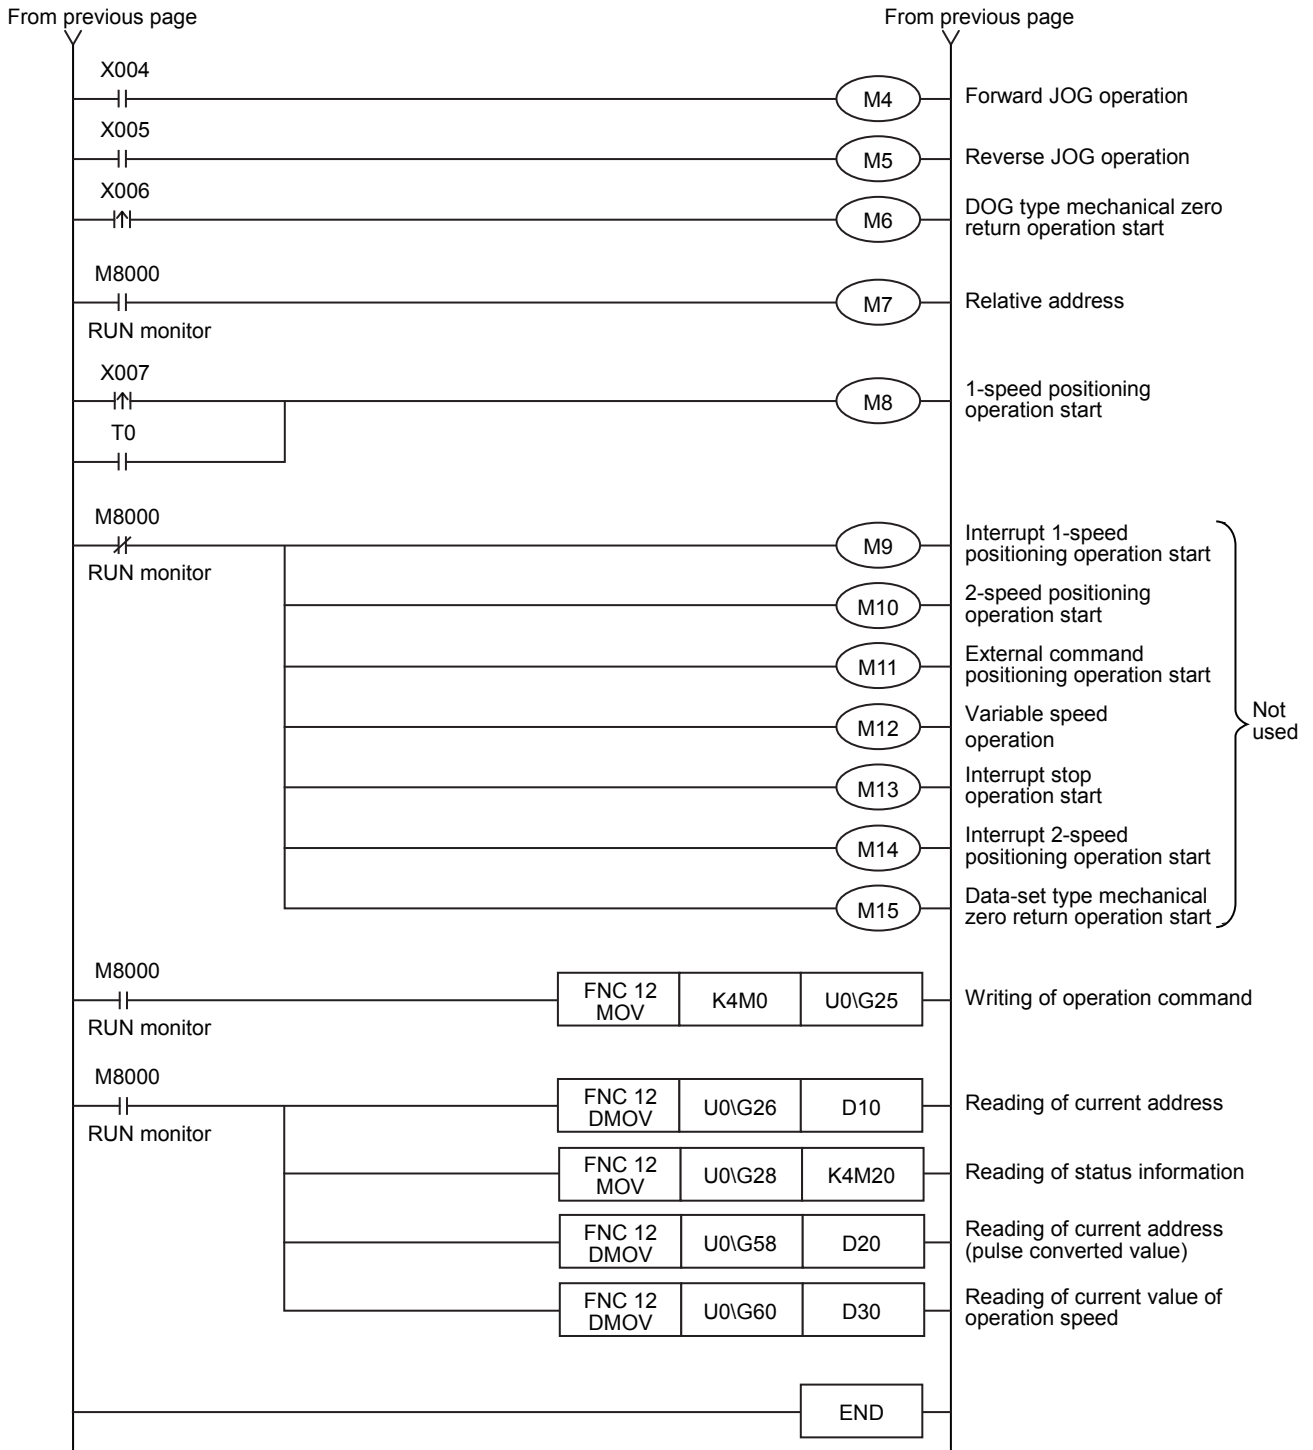 From previous page
From previous page
X004
M4
Forward JOG operation
X005
M5
Reverse JOG operation
X006
M6
DOG type mechanical zero
return operation start
M8000
RUN monitor
M7
Relative address
X007
T0
M8
1-speed positioning
operation start
M8000
RUN monitor
M9
Interrupt 1-speed
positioning operation start
M10
2-speed positioning
operation start
M11
External command
positioning operation start
M12
Variable speed
operation
M13
Interrupt stop
operation start
M14
Interrupt 2-speed
positioning operation start
M15
Data-set type mechanical
zero return operation start
Not
used
M8000
RUN monitor
FNC 12
MOV
K4M0
U0\G25
Writing of operation command
M8000
RUN monitor
FNC 12
DMOV
U0\G26
D10
Reading of current address
FNC 12
MOV
U0\G28
K4M20
Reading of status information
FNC 12
DMOV
U0\G58
D20
Reading of current address
(pulse converted value)
FNC 12
DMOV
U0\G60
D30
Reading of current value of
operation speed
END